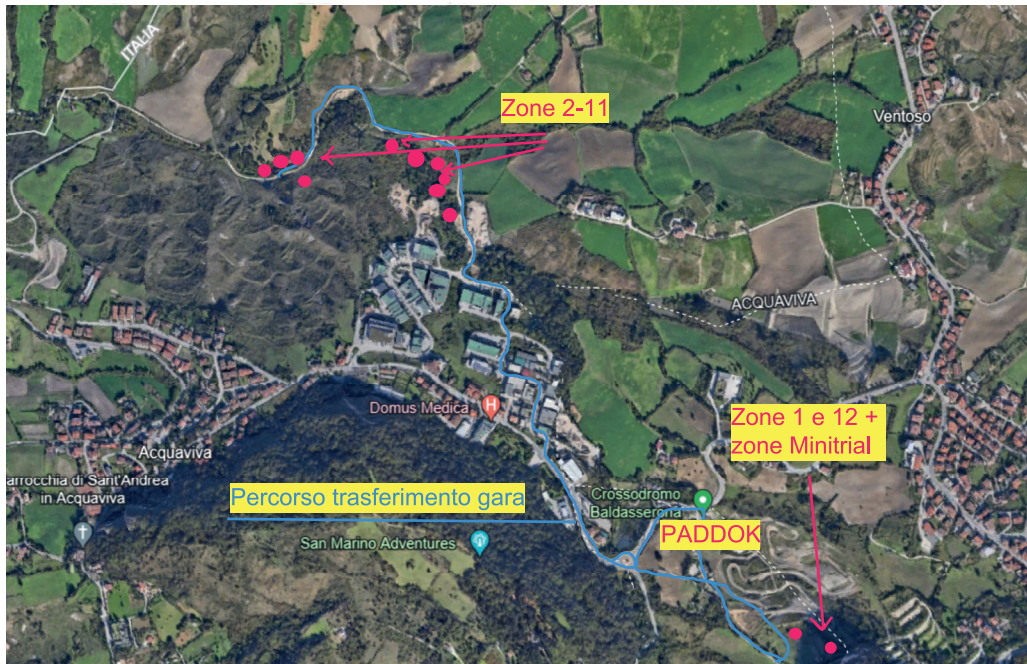 ITALIA
Zone 2-11
Ventoso
ACQUAVIVA
Domus Medica
H
Zone 1 e 12 +
zone Minitrial
Acquaviva
arrocchia di Sant'Andrea
in Acquaviva
Percorso trasferimento gara
Crossodromo
Baldasserona
PADDOK
San Marino Adventures